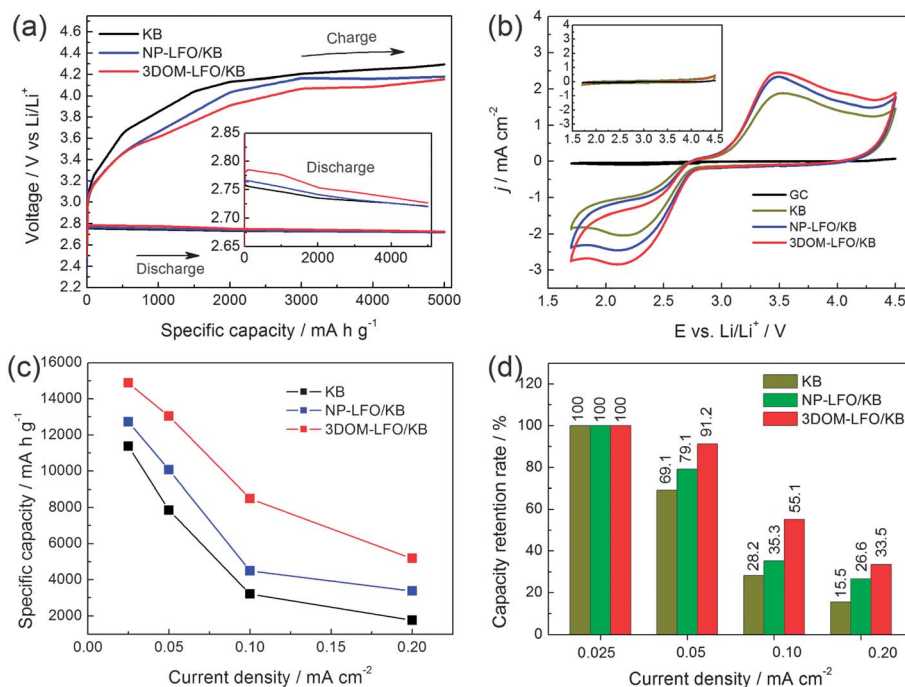 (a)
KB
NP-LFO/KB
3DOM-LFO/KB
Charge
4.6
4.4
4.2
4.0
3.8
3.6
3.4
3.2
3.0
2.8
2.6
2.4
2.2
Voltage / V vs Li/Li⁺
2.85
2.80
2.75
2.70
2.65
Discharge
0
2000
4000
Discharge
0
1000
2000
3000
4000
5000
Specific capacity / mA h g⁻¹
(b)
3
2
1
0
-1
-2
-3
1.5 2.0 2.5 3.0 3.5 4.0 4.5
4
3
2
1
0
-1
-2
-3
j / mA cm⁻²
GC
KB
NP-LFO/KB
3DOM-LFO/KB
1.5
2.0
2.5
3.0
3.5
4.0
4.5
E vs. Li/Li⁺ / V
(c)
KB
NP-LFO/KB
3DOM-LFO/KB
16000
14000
12000
10000
8000
6000
4000
2000
Specific capacity / mA h g⁻¹
0.00
0.05
0.10
0.15
0.20
Current density / mA cm⁻²
(d)
KB
NP-LFO/KB
3DOM-LFO/KB
120
100
80
60
40
20
0
Capacity retention rate / %
100
100
100
69.1
79.1
91.2
28.2
35.3
55.1
15.5
26.6
33.5
0.025
0.05
0.10
0.20
Current density / mA cm⁻²